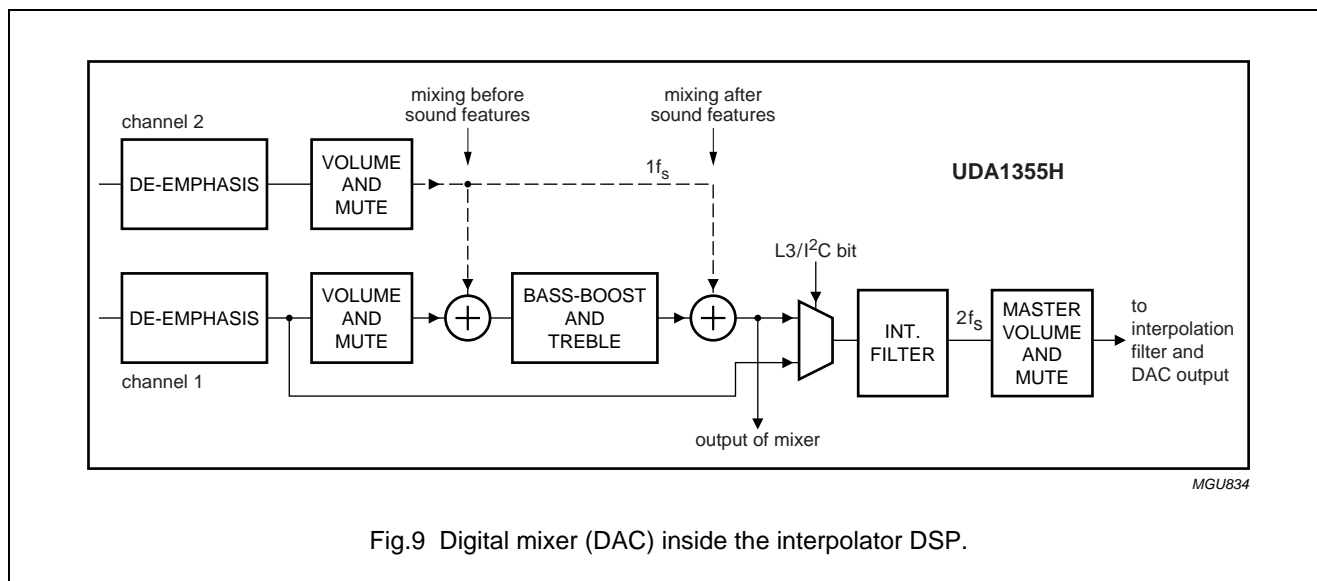 mixing before
sound features
mixing after
sound features
channel 2
DE-EMPHASIS
VOLUME
AND
MUTE
1fs
UDA1355H
L3/I2C bit
DE-EMPHASIS
VOLUME
AND
MUTE
BASS-BOOST
AND
TREBLE
INT.
FILTER
2fs
MASTER
VOLUME
AND
MUTE
to
interpolation
filter and
DAC output
channel 1
output of mixer
MGU834
Fig.9 Digital mixer (DAC) inside the interpolator DSP.